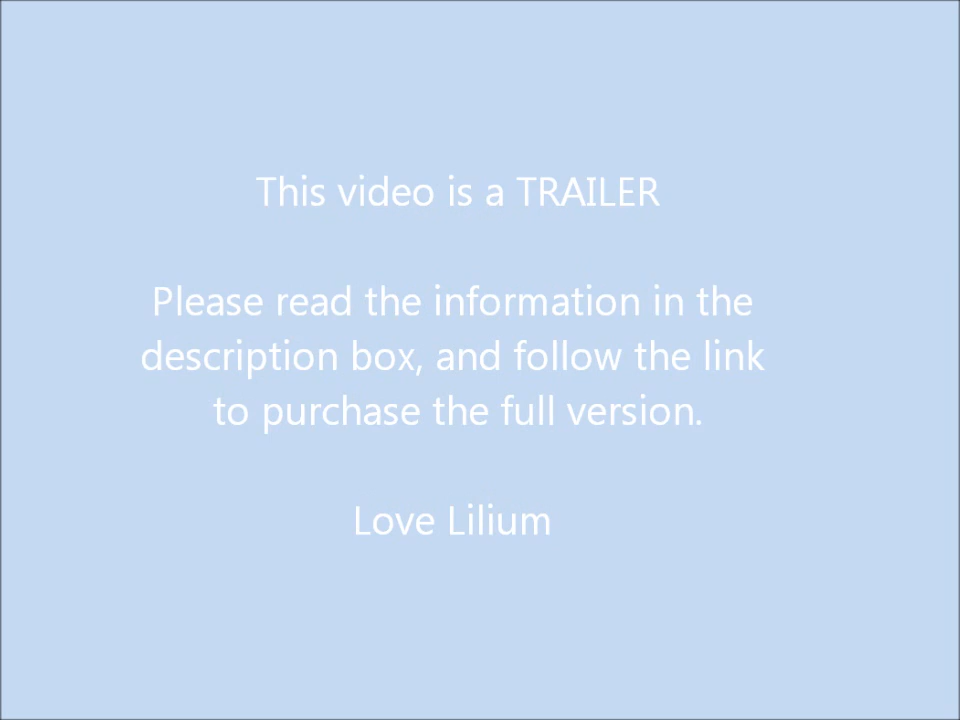 This video is a TRAILER
Please read the information in the
description box, and follow the link
to purchase the full version.
Love Lilium